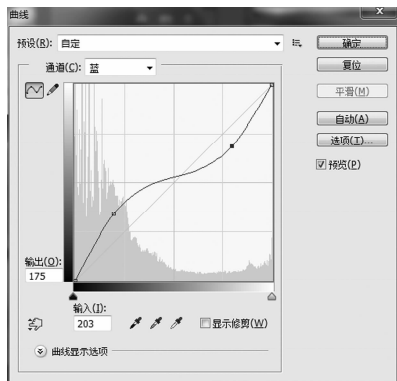 曲线
预设(R): 自定
确定
通道(C): 蓝
复位
平滑(M)
自动(A)
选项(T)...
预览(P)
输出(O):
175
输入(I):
203
显示修剪(W)
曲线显示选项